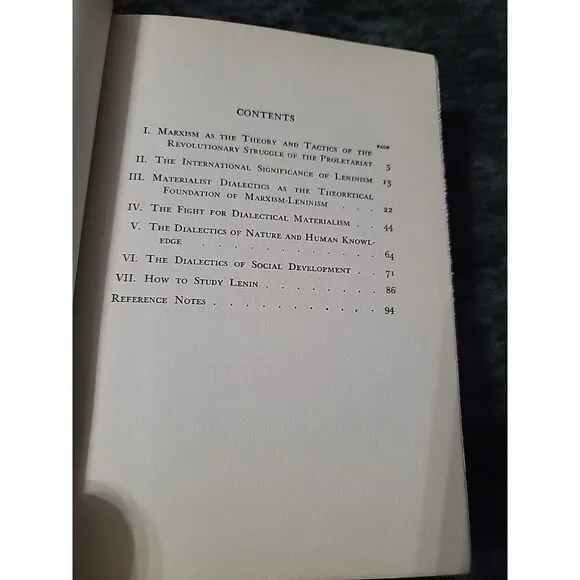 CONTENTS
PAGE
I. Marxism as the Theory and Tactics of the
Revolutionary Struggle of the Proletariat 5
II. The International Significance of Leninism 13
III. Materialist Dialectics as the Theoretical
Foundation of Marxism-Leninism . . . 22
IV. The Fight for Dialectical Materialism . . 44
V. The Dialectics of Nature and Human Knowl-
edge . . . . . . . . . . 64
VI. The Dialectics of Social Development . . 71
VII. How to Study Lenin . . . . . . . 86
Reference Notes . . . . . . . . . 94